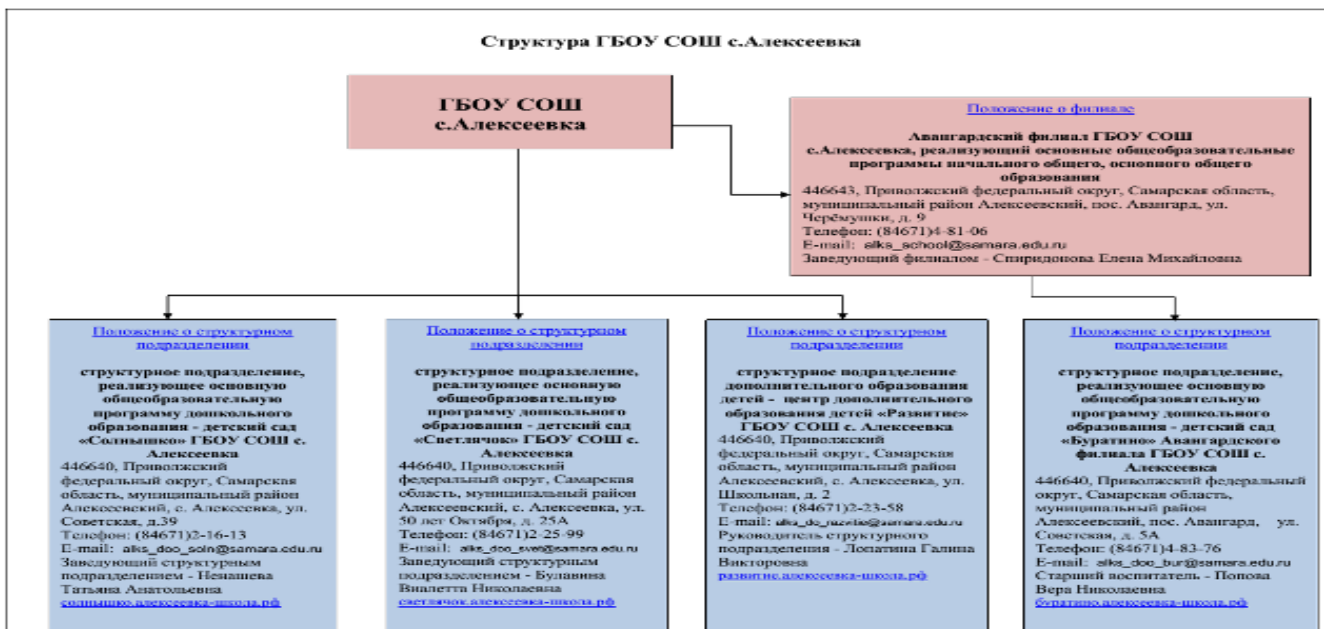 Структура ГБОУ СОШ с.Алексеевка
ГБОУ СОШ
с.Алексеевка
Положение о филиале
Авангардский филиал ГБОУ СОШ
с.Алексеевка, реализующий основные общеобразовательные
программы начального общего, основного общего
образования
446643, Приволжский федеральный округ, Самарская область,
муниципальный район Алексеевский, пос. Авангард, ул.
Черёмушки, д. 9
Телефон: (84671)4-81-06
E-mail: alks_school@samara.edu.ru
Заведующий филиалом - Спиридонова Елена Михайловна
Положение о структурном
подразделении
структурное подразделение,
реализующее основную
общеобразовательную
программу дошкольного
образования - детский сад
«Солнышко» ГБОУ СОШ с.
Алексеевка
446640, Приволжский
федеральный округ, Самарская
область, муниципальный район
Алексеевский, с. Алексеевка, ул.
Советская, д.39
Телефон: (84671)2-16-13
E-mail: alks_doo_soln@samara.edu.ru
Заведующий структурным
подразделением - Ненашева
Татьяна Анатольевна
солнышко.алексеевка-школа.рф
Положение о структурном
подразделении
структурное подразделение,
реализующее основную
общеобразовательную
программу дошкольного
образования - детский сад
«Светлячок» ГБОУ СОШ с.
Алексеевка
446640, Приволжский
федеральный округ, Самарская
область, муниципальный район
Алексеевский, с. Алексеевка, ул.
50 лет Октября, д. 25А
Телефон: (84671)2-25-99
E-mail: alks_doo_svet@samara.edu.ru
Заведующий структурным
подразделением - Булавина
Виалетта Николаевна
светлячок.алексеевка-школа.рф
Положение о структурном
подразделении
структурное подразделение
дополнительного образования
детей - центр дополнительного
образования детей «Развитие»
ГБОУ СОШ с. Алексеевка
446640, Приволжский
федеральный округ, Самарская
область, муниципальный район
Алексеевский, с. Алексеевка, ул.
Школьная, д. 2
Телефон: (84671)2-23-58
E-mail: alks_do_razvitie@samara.edu.ru
Руководитель структурного
подразделения - Лопатина Галина
Викторовна
развитие.алексеевка-школа.рф
Положение о структурном
подразделении
структурное подразделение,
реализующее основную
общеобразовательную
программу дошкольного
образования - детский сад
«Буратино» Авангардского
филиала ГБОУ СОШ с.
Алексеевка
446640, Приволжский федеральный
округ, Самарская область,
муниципальный район
Алексеевский, пос. Авангард, ул.
Советская, д. 5А
Телефон: (84671)4-83-76
E-mail: alks_doo_bur@samara.edu.ru
Старший воспитатель - Попова
Вера Николаевна
буратино.алексеевка-школа.рф